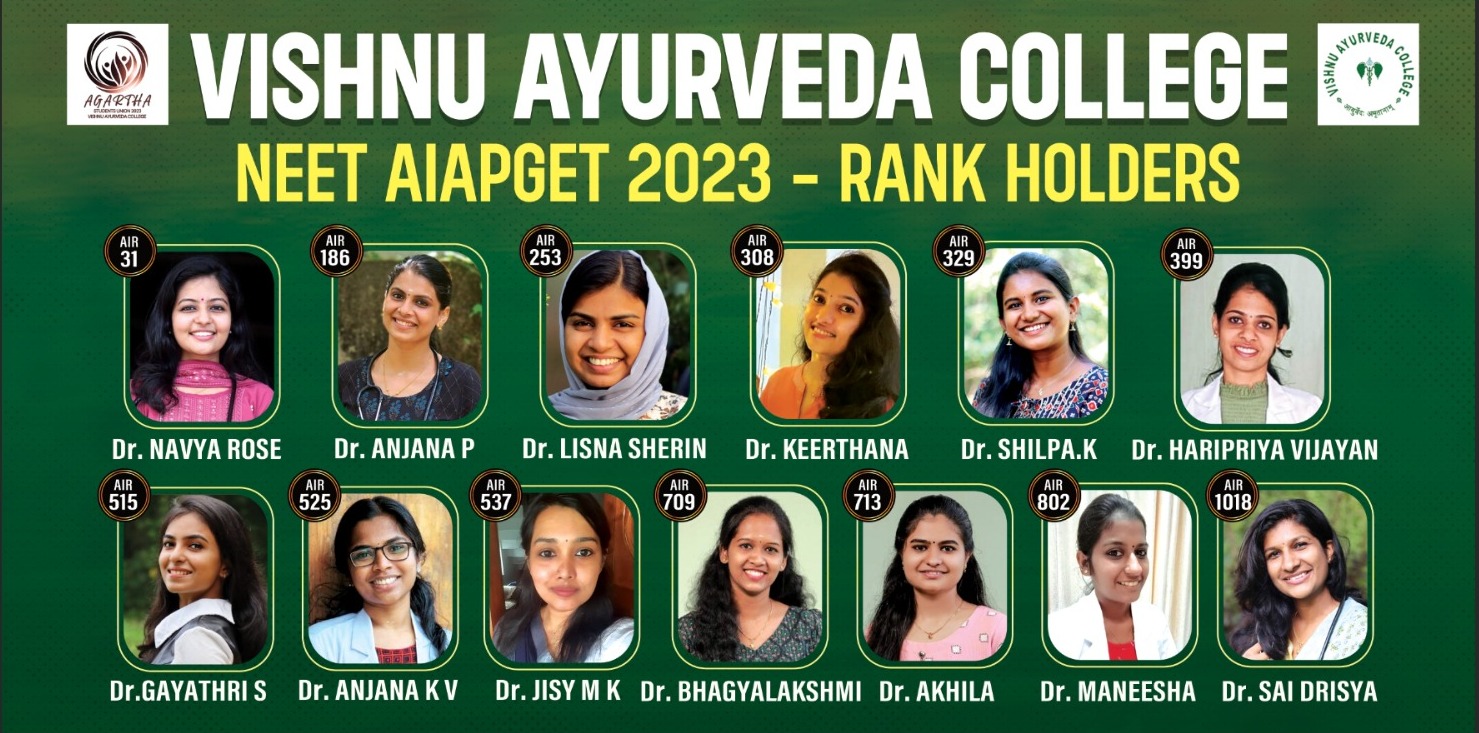 AGARTHA
STUDENTS UNION 2023
VISHNU AYURVEDA COLLEGE
VISHNU AYURVEDA COLLEGE
VISHNU AYURVEDA COLLEGE
आयुर्वेदः अमृतानाम्
NEET AIAPGET 2023 - RANK HOLDERS
AIR
31
AIR
186
AIR
253
AIR
308
AIR
329
AIR
399
Dr. NAVYA ROSE
Dr. ANJANA P
Dr. LISNA SHERIN
Dr. KEERTHANA
Dr. SHILPA.K
Dr. HARIPRIYA VIJAYAN
AIR
515
AIR
525
AIR
537
AIR
709
AIR
713
AIR
802
AIR
1018
Dr.GAYATHRI S
Dr. ANJANA K V
Dr. JISY M K
Dr. BHAGYALAKSHMI
Dr. AKHILA
Dr. MANEESHA
Dr. SAI DRISYA